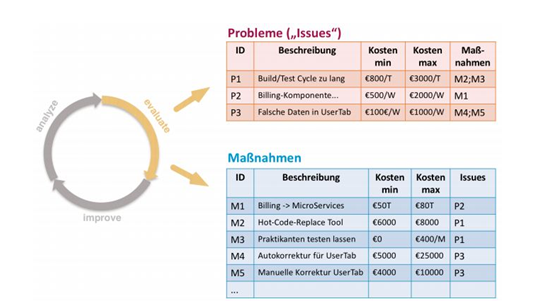 Probleme („Issues“)
ID Beschreibung Kosten min Kosten max Maß-nahmen
P1 Build/Test Cycle zu lang €800/T €3000/T M2;M3
P2 Billing-Komponente... €500/W €2000/W M1
P3 Falsche Daten in UserTab €100€/W €1000/W M4;M5
analyze
evaluate
improve
Maßnahmen
ID Beschreibung Kosten min Kosten max Issues
M1 Billing -> MicroServices €50T €80T P2
M2 Hot-Code-Replace Tool €6000 €8000 P1
M3 Praktikanten testen lassen €0 €400/M P1
M4 Autokorrektur für UserTab €5000 €25000 P3
M5 Manuelle Korrektur UserTab €4000 €10000 P3
...